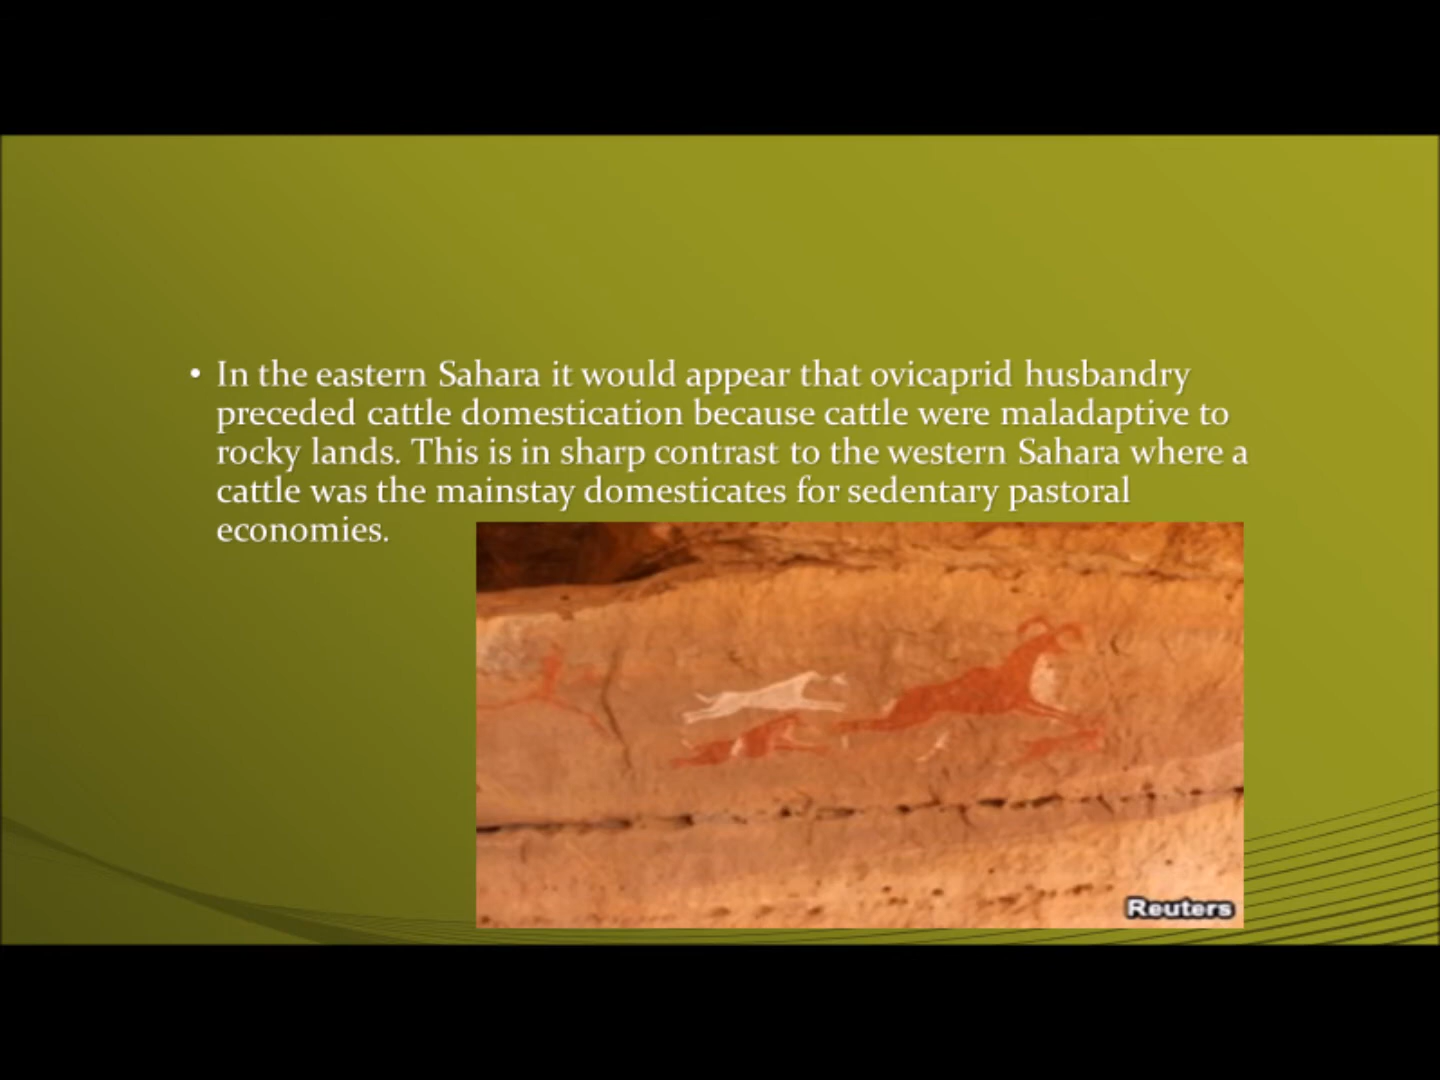 • In the eastern Sahara it would appear that ovicaprid husbandry
preceded cattle domestication because cattle were maladaptive to
rocky lands. This is in sharp contrast to the western Sahara where a
cattle was the mainstay domesticates for sedentary pastoral
economies.
Reuters